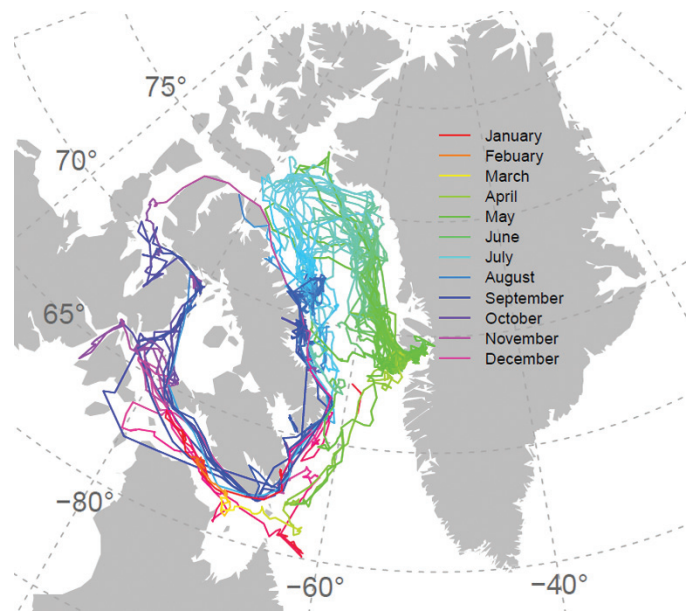 75°
70°
65°
−80°
−60°
−40°
January
Febuary
March
April
May
June
July
August
September
October
November
December